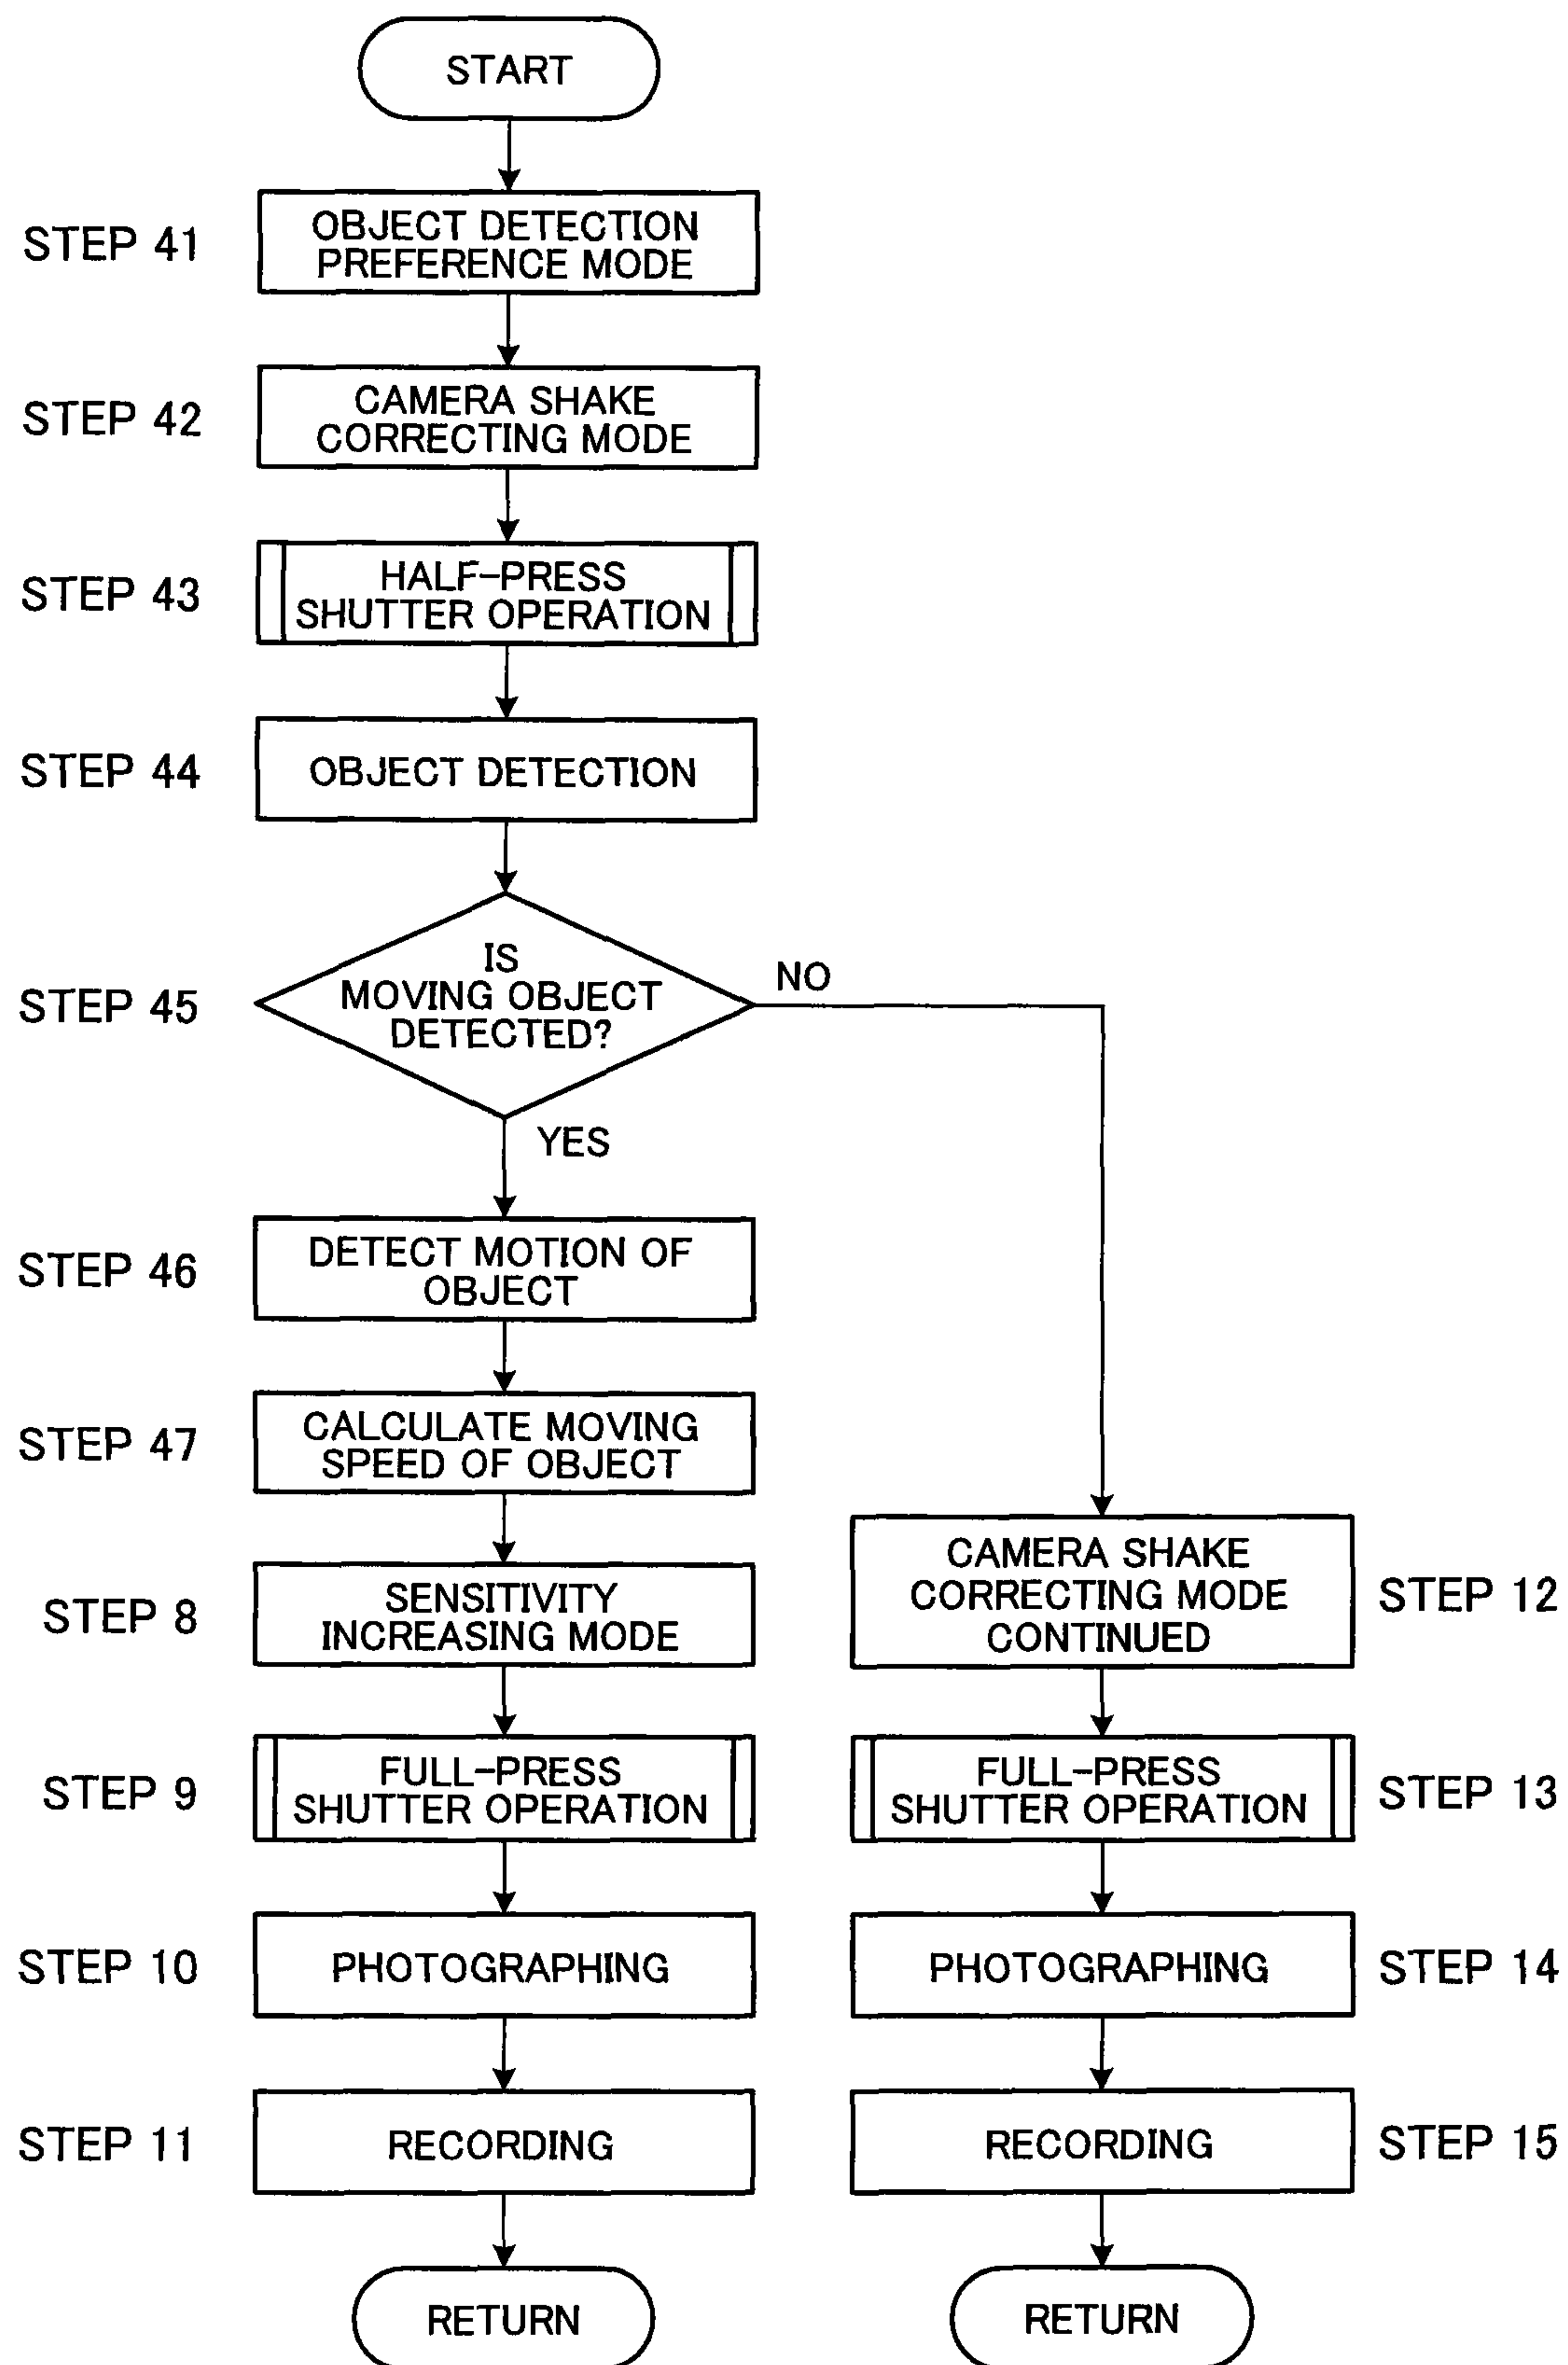 START
STEP 41
OBJECT DETECTION
PREFERENCE MODE
STEP 42
CAMERA SHAKE
CORRECTING MODE
STEP 43
HALF-PRESS
SHUTTER OPERATION
STEP 44
OBJECT DETECTION
STEP 45
IS
MOVING OBJECT
DETECTED?
NO
YES
STEP 46
DETECT MOTION OF
OBJECT
STEP 47
CALCULATE MOVING
SPEED OF OBJECT
STEP 8
SENSITIVITY
INCREASING MODE
STEP 9
FULL-PRESS
SHUTTER OPERATION
STEP 10
PHOTOGRAPHING
STEP 11
RECORDING
RETURN
CAMERA SHAKE
CORRECTING MODE
CONTINUED
STEP 12
FULL-PRESS
SHUTTER OPERATION
STEP 13
PHOTOGRAPHING
STEP 14
RECORDING
STEP 15
RETURN